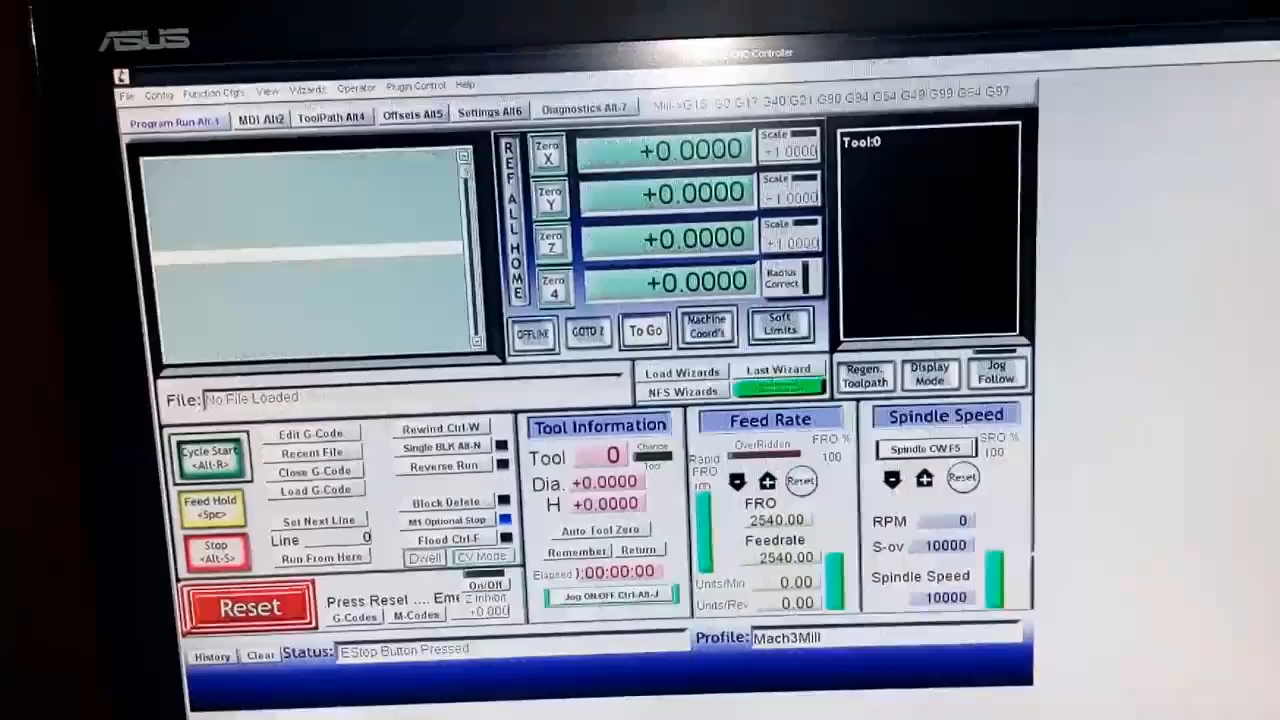 ASUS
CNC Controller
File Config Function Cfg's View Wizards Operator Plugin Control Help
Program Run Alt-1 MDI Alt2 ToolPath Alt4 Offsets Alt5 Settings Alt6 Diagnostics Alt-7 Mill->G15 G0 G17 G40 G21 G90 G94 G54 G49 G99 G64 G97
REF ALL HOME
Zero X +0.0000 Scale +1.0000
Zero Y +0.0000 Scale +1.0000
Zero Z +0.0000 Scale +1.0000
Zero 4 +0.0000 Radius Correct
Tool:0
OFFLINE GOTO Z To Go Machine Coord's Soft Limits
File: No File Loaded
Load Wizards Last Wizard
NFS Wizards
Regen. Toolpath Display Mode Jog Follow
Cycle Start <Alt-R>
Feed Hold <Spc>
Stop <Alt-S>
Edit G-Code
Recent File
Close G-Code
Load G-Code
Set Next Line
Line 0
Run From Here
Rewind Ctrl-W
Single BLK Alt-N
Reverse Run
Block Delete
M1 Optional Stop
Flood Ctrl-F
Dwell CV Mode
Reset
Press Reset .... Eme
G-Codes M-Codes
On/Off
Z Inhibit
+0.000
Tool Information
Tool 0 Change Tool
Dia. +0.0000
H +0.0000
Auto Tool Zero
Remember Return
Elapsed ):00:00:00
Jog ON/OFF Ctrl-Alt-J
Feed Rate
OverRidden FRO %
Rapid FRO 100
Reset
FRO
2540.00
Feedrate
2540.00
Units/Min 0.00
Units/Rev 0.00
Spindle Speed
Spindle CW F5 SRO % 100
Reset
RPM 0
S-ov 10000
Spindle Speed
10000
History Clear Status: EStop Button Pressed Profile: Mach3Mill